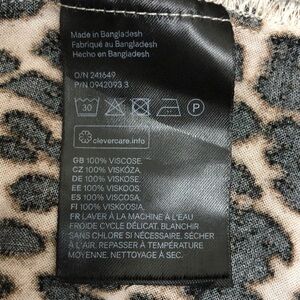 Made in Bangladesh
Fabriqué au Bangladesh
Hecho en Bangladesh
O/N 241649
P/N 0942093.3
30
P
clevercare.info
GB 100% VISCOSE.
CZ 100% VISKÓZA.
DE 100% VISKOSE.
EE 100% VISKOOS.
ES 100% VISCOSA.
FI 100% VISKOOSIA.
FR LAVER À LA MACHINE À L'EAU
FROIDE CYCLE DÉLICAT. BLANCHIR
SANS CHLORE SI NÉCESSAIRE. SÉCHER
À L'AIR. REPASSER À TEMPÉRATURE
MOYENNE. NETTOYAGE À SEC.